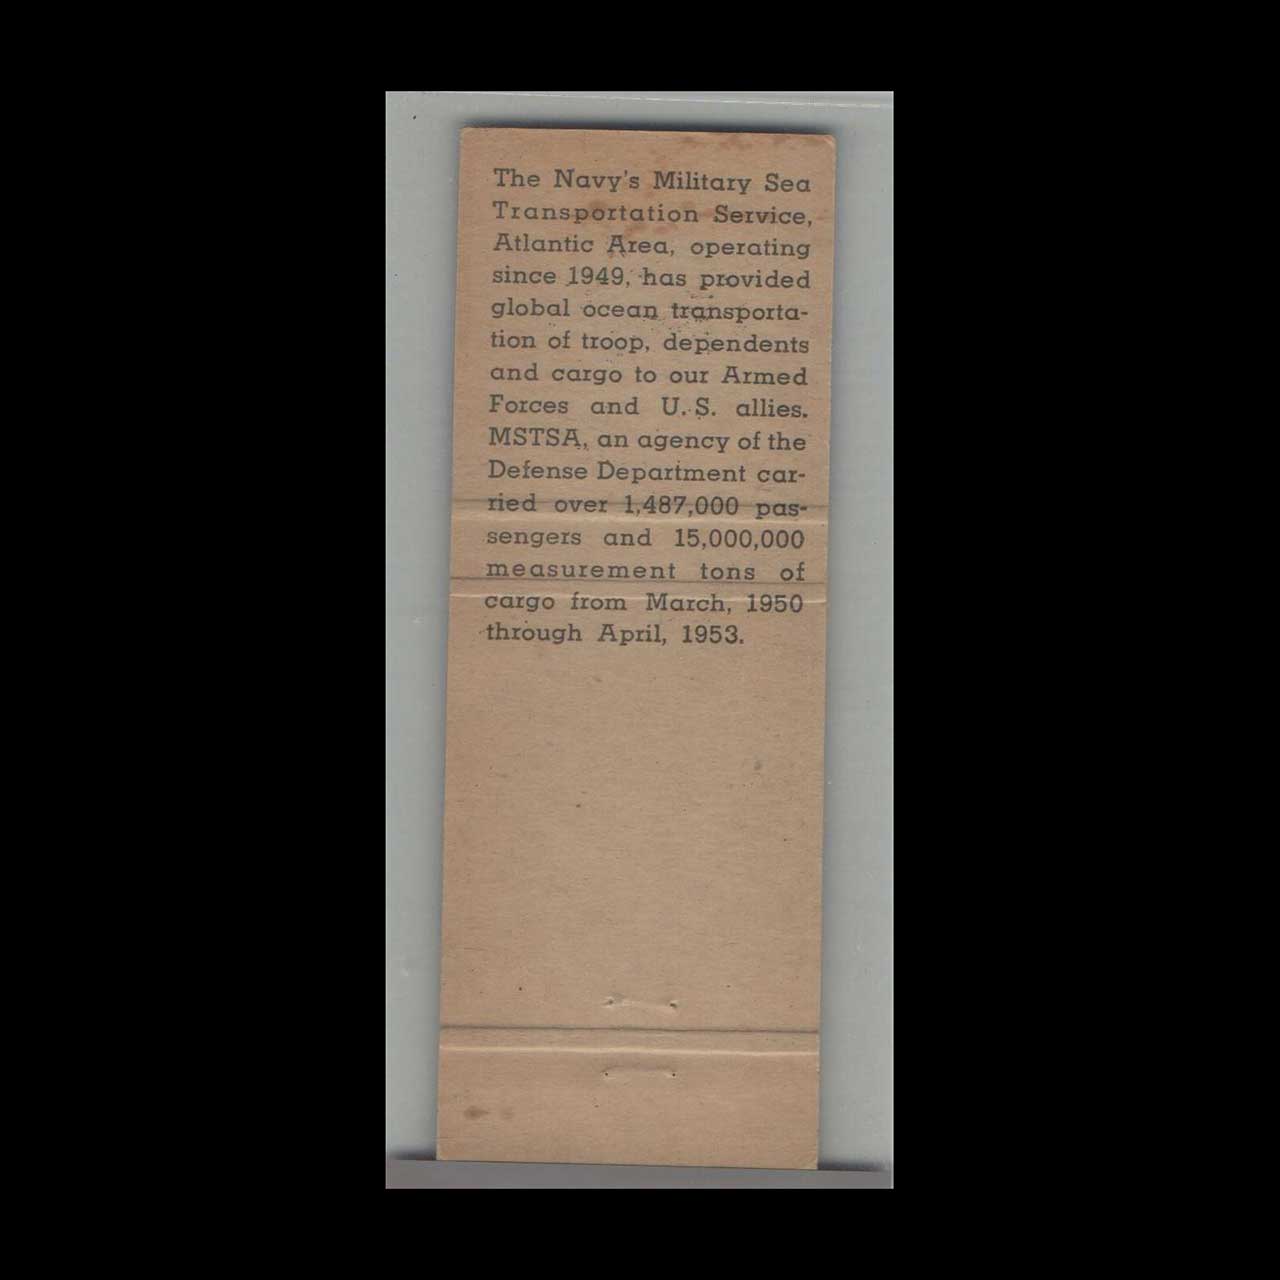 The Navy's Military Sea
Transportation Service,
Atlantic Area, operating
since 1949, has provided
global ocean transporta-
tion of troop, dependents
and cargo to our Armed
Forces and U.S. allies.
MSTSA, an agency of the
Defense Department car-
ried over 1,487,000 pas-
sengers and 15,000,000
measurement tons of
cargo from March, 1950
through April, 1953.